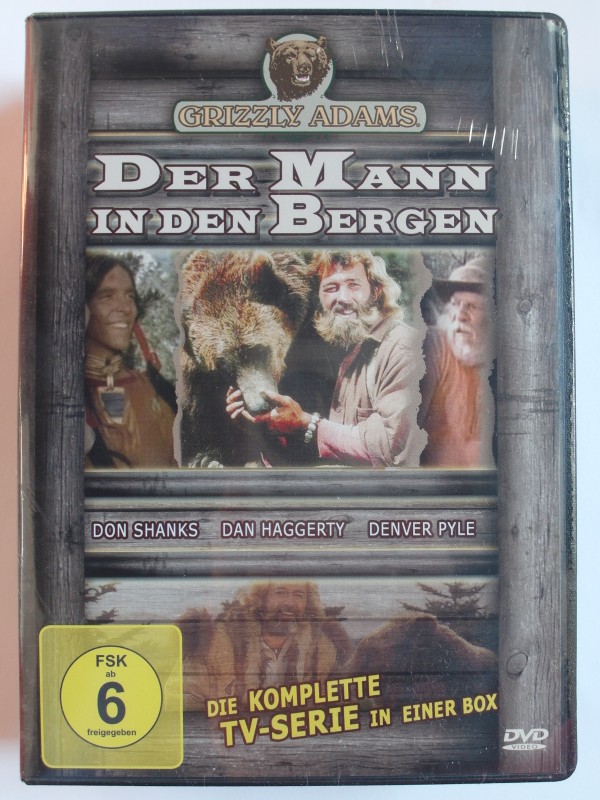 GRIZZLY ADAMS
DER MANN
IN DEN BERGEN
DON SHANKS DAN HAGGERTY DENVER PYLE
FSK
ab
6
freigegeben
DIE KOMPLETTE
TV-SERIE IN EINER BOX
DVD
VIDEO